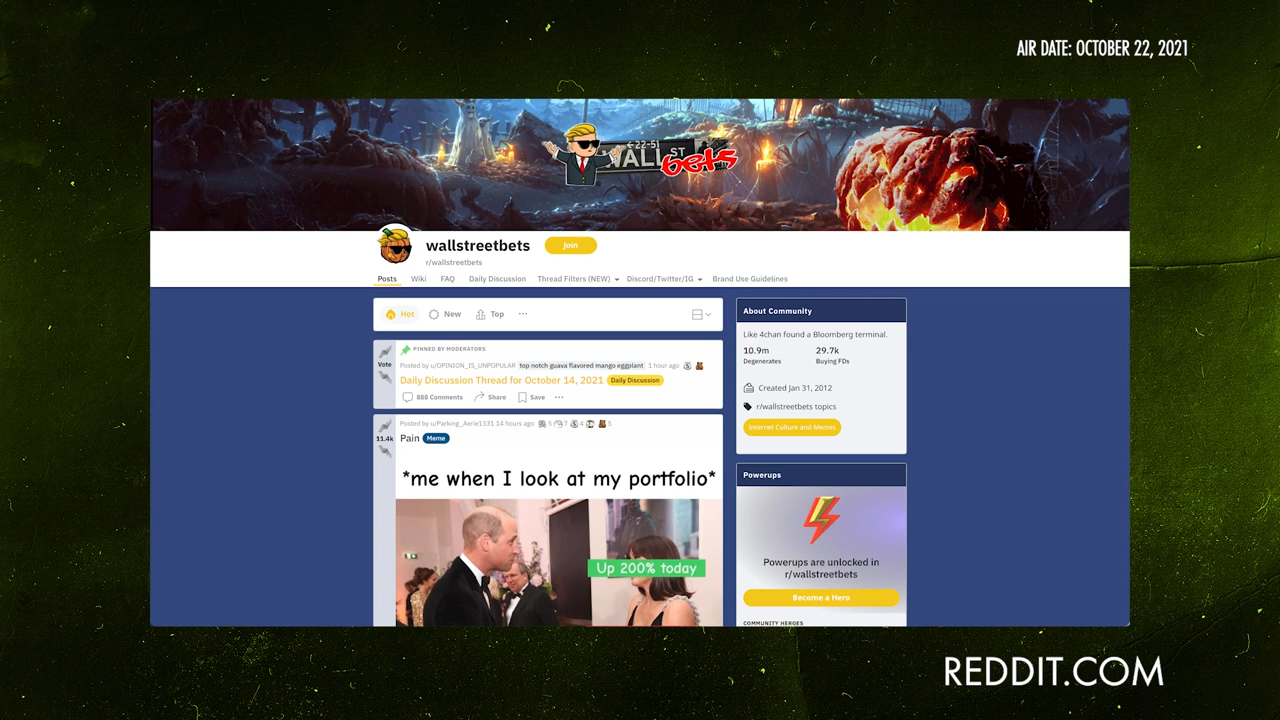 AIR DATE: OCTOBER 22, 2021
WALL ST
bets
wallstreetbets
Join
r/wallstreetbets
Posts Wiki FAQ Daily Discussion Thread Filters (NEW) Discord/Twitter/IG Brand Use Guidelines
Hot New Top ···
PINNED BY MODERATORS
Posted by u/OPINION_IS_UNPOPULAR top notch guava flavored mango eggplant 1 hour ago
Vote
Daily Discussion Thread for October 14, 2021 Daily Discussion
888 Comments Share Save ···
Posted by u/Parking_Aerie1331 14 hours ago 5 7 4 5
11.4k
Pain Meme
*me when I look at my portfolio*
Up 200% today
About Community
Like 4chan found a Bloomberg terminal.
10.9m 29.7k
Degenerates Buying FDs
Created Jan 31, 2012
r/wallstreetbets topics
Internet Culture and Memes
Powerups
Powerups are unlocked in
r/wallstreetbets
Become a Hero
COMMUNITY HEROES
REDDIT.COM